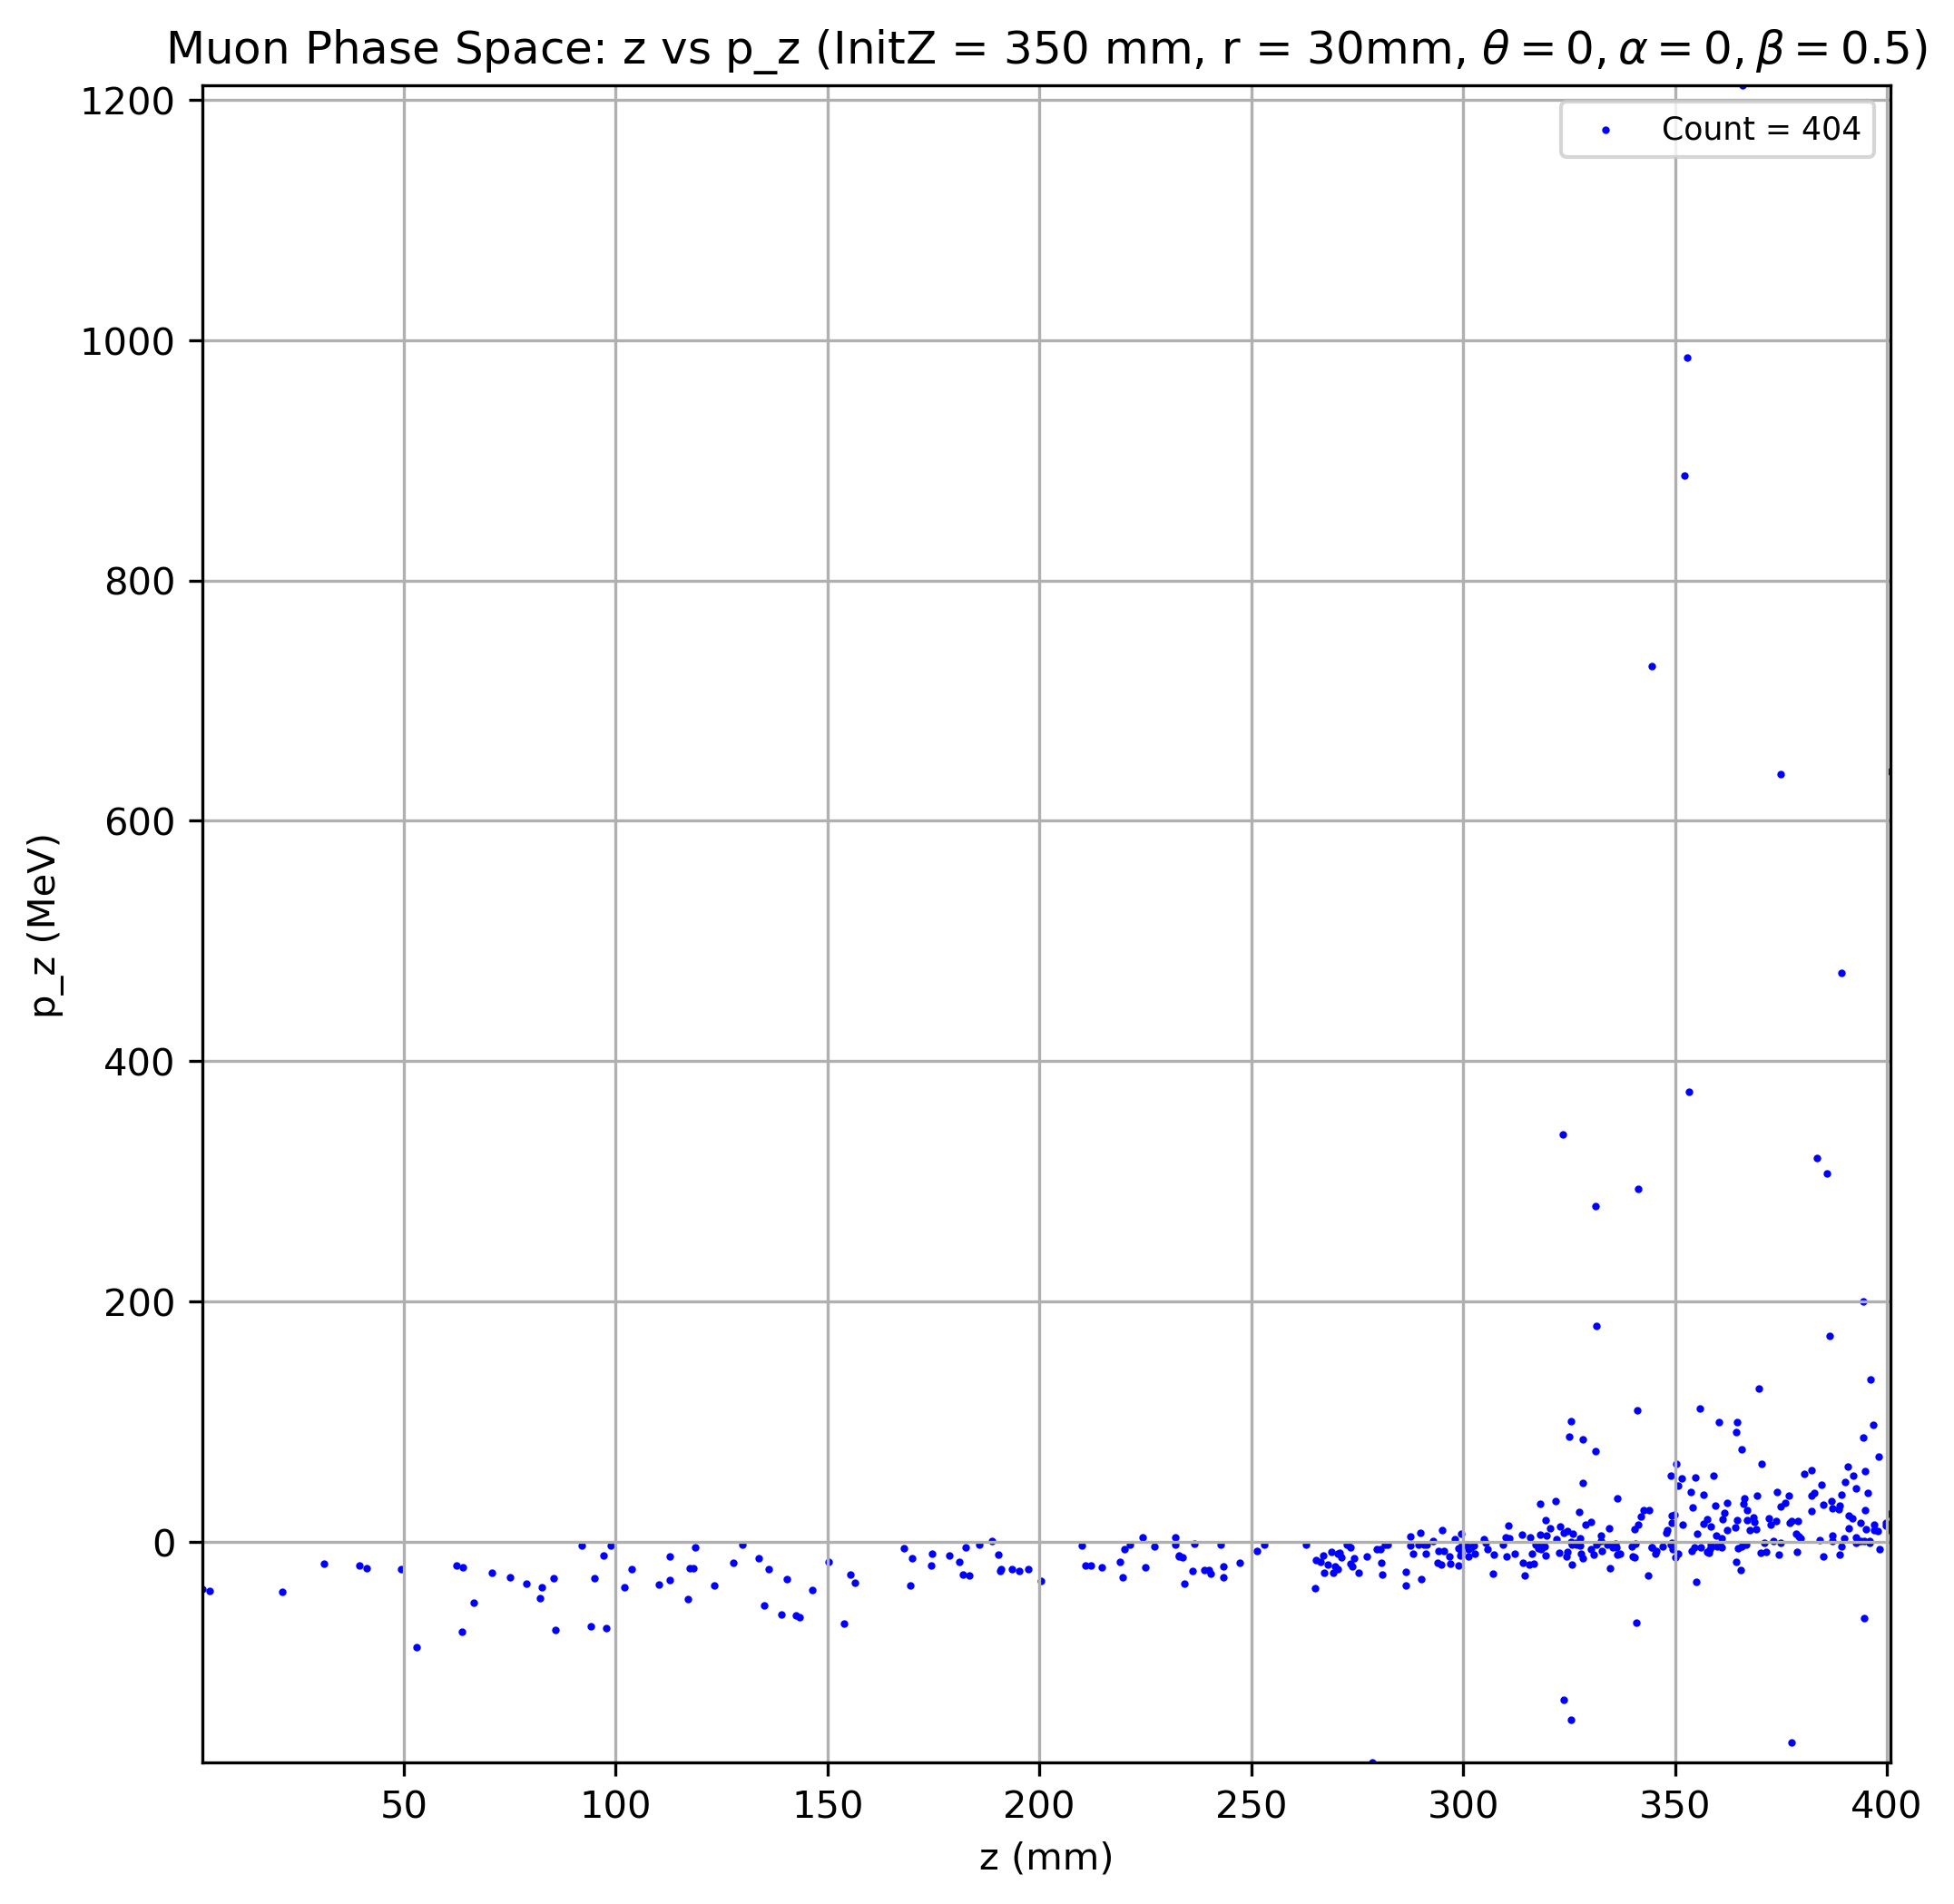 Muon Phase Space: z vs p_z (InitZ = 350 mm, r = 30mm, θ = 0, α = 0, β = 0.5)
Count = 404
1200
1000
800
600
400
200
0
p_z (MeV)
50 100 150 200 250 300 350 400
z (mm)